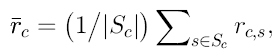 r̄_c = (1/|S_c|) ∑_{s∈S_c} r_{c,s},